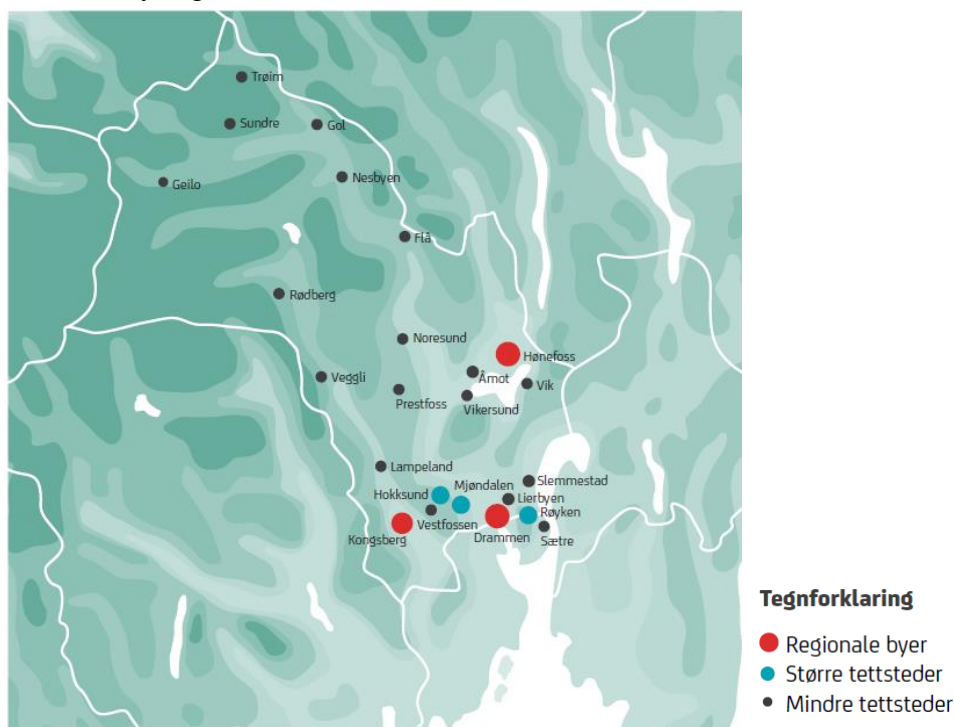 Trøim
Sundre
Gol
Geilo
Nesbyen
Flå
Rødberg
Noresund
Hønefoss
Åmot
Veggli
Vik
Prestfoss
Vikersund
Lampeland
Slemmestad
Mjøndalen
Hokksund
Lierbyen
Røyken
Vestfossen
Kongsberg
Drammen
Sætre
Tegnforklaring
Regionale byer
Større tettsteder
Mindre tettsteder